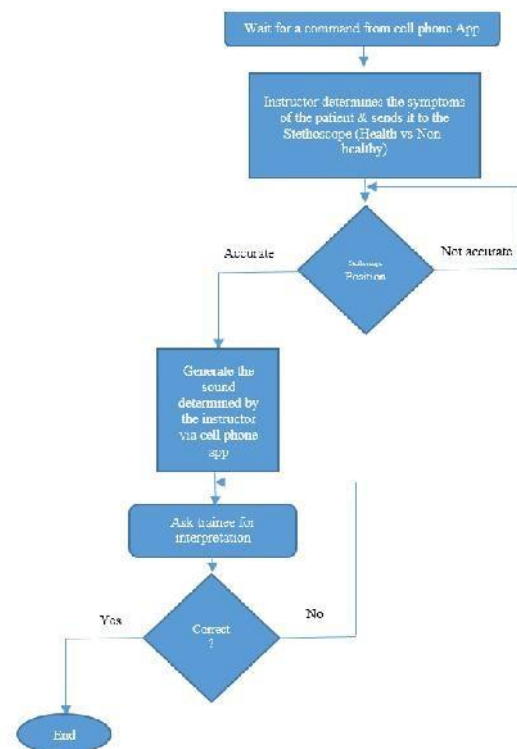 Wait for a command from cell phone App
Instructor determines the symptoms
of the patient & sends it to the
Stethoscope (Health vs Non
healthy)
Accurate
Not accurate
Stethoscope
Position
Generate the
sound
determined by
the instructor
via cell phone
app
Ask trainee for
interpretation
Yes
No
Correct
?
End